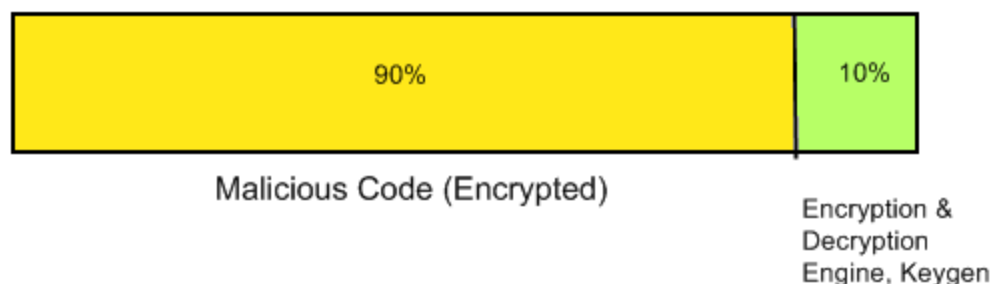 90%
10%
Malicious Code (Encrypted)
Encryption &
Decryption
Engine, Keygen